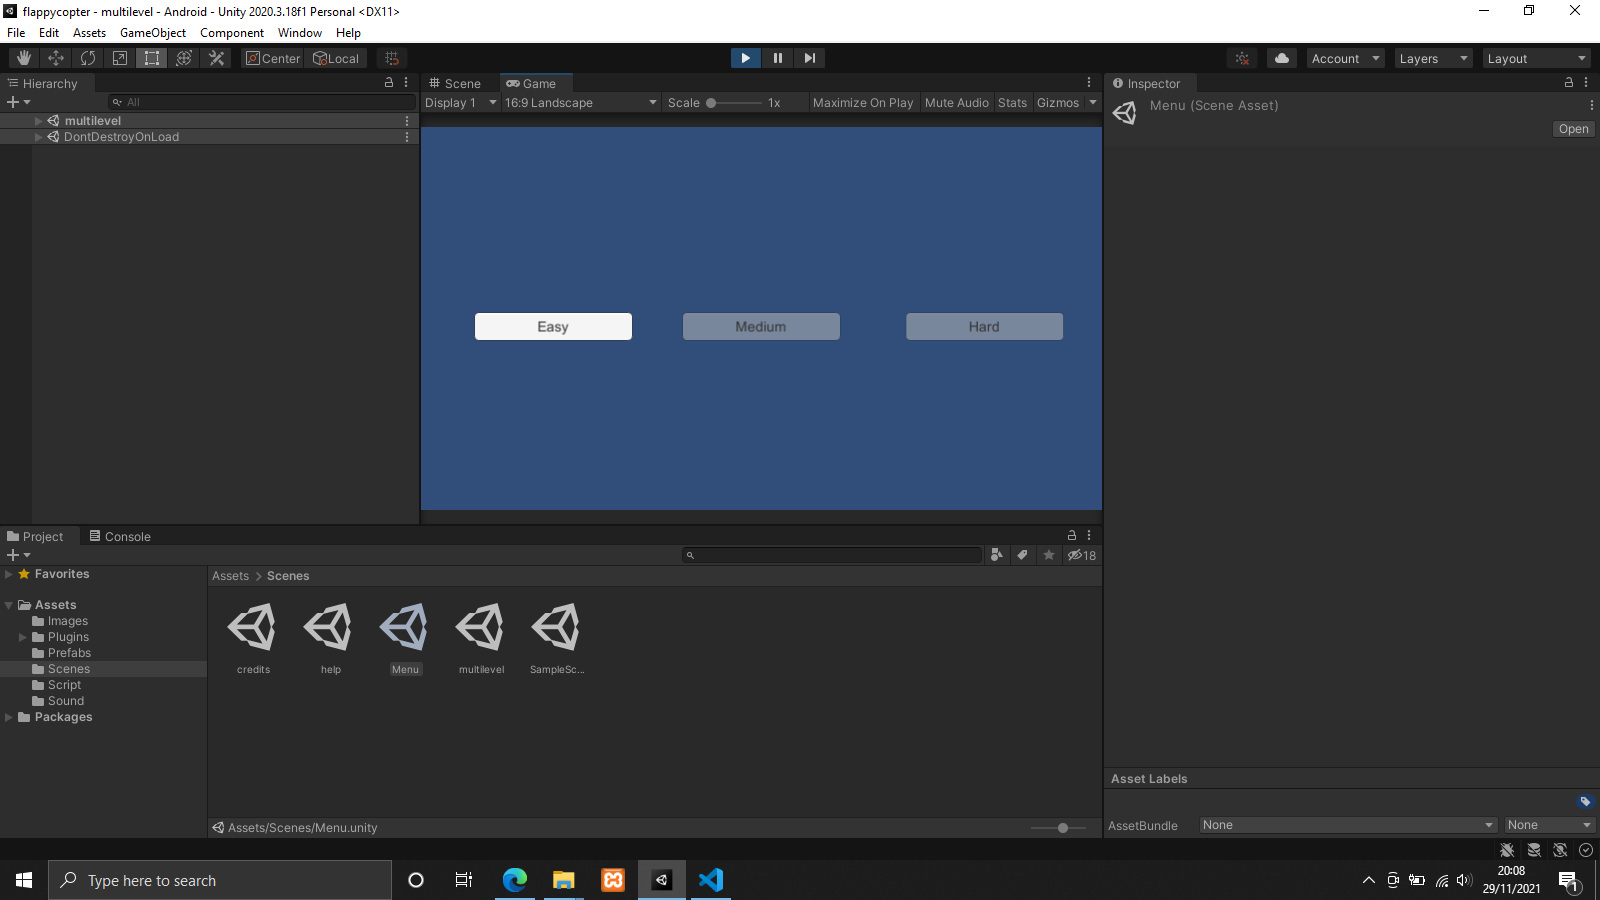 flappycopter - multilevel - Android - Unity 2020.3.18f1 Personal <DX11>
File Edit Assets GameObject Component Window Help
Center Local Account Layers Layout
Hierarchy Scene Game Inspector
All Display 1 16:9 Landscape Scale 1x Maximize On Play Mute Audio Stats Gizmos
Menu (Scene Asset)
Open
multilevel
DontDestroyOnLoad
Easy Medium Hard
Project Console
18
Favorites
Assets > Scenes
Assets
Images
Plugins
Prefabs
Scenes
Script
Sound
Packages
credits help Menu multilevel SampleSc...
Asset Labels
Assets/Scenes/Menu.unity
AssetBundle None None
Type here to search
20:08
29/11/2021
1